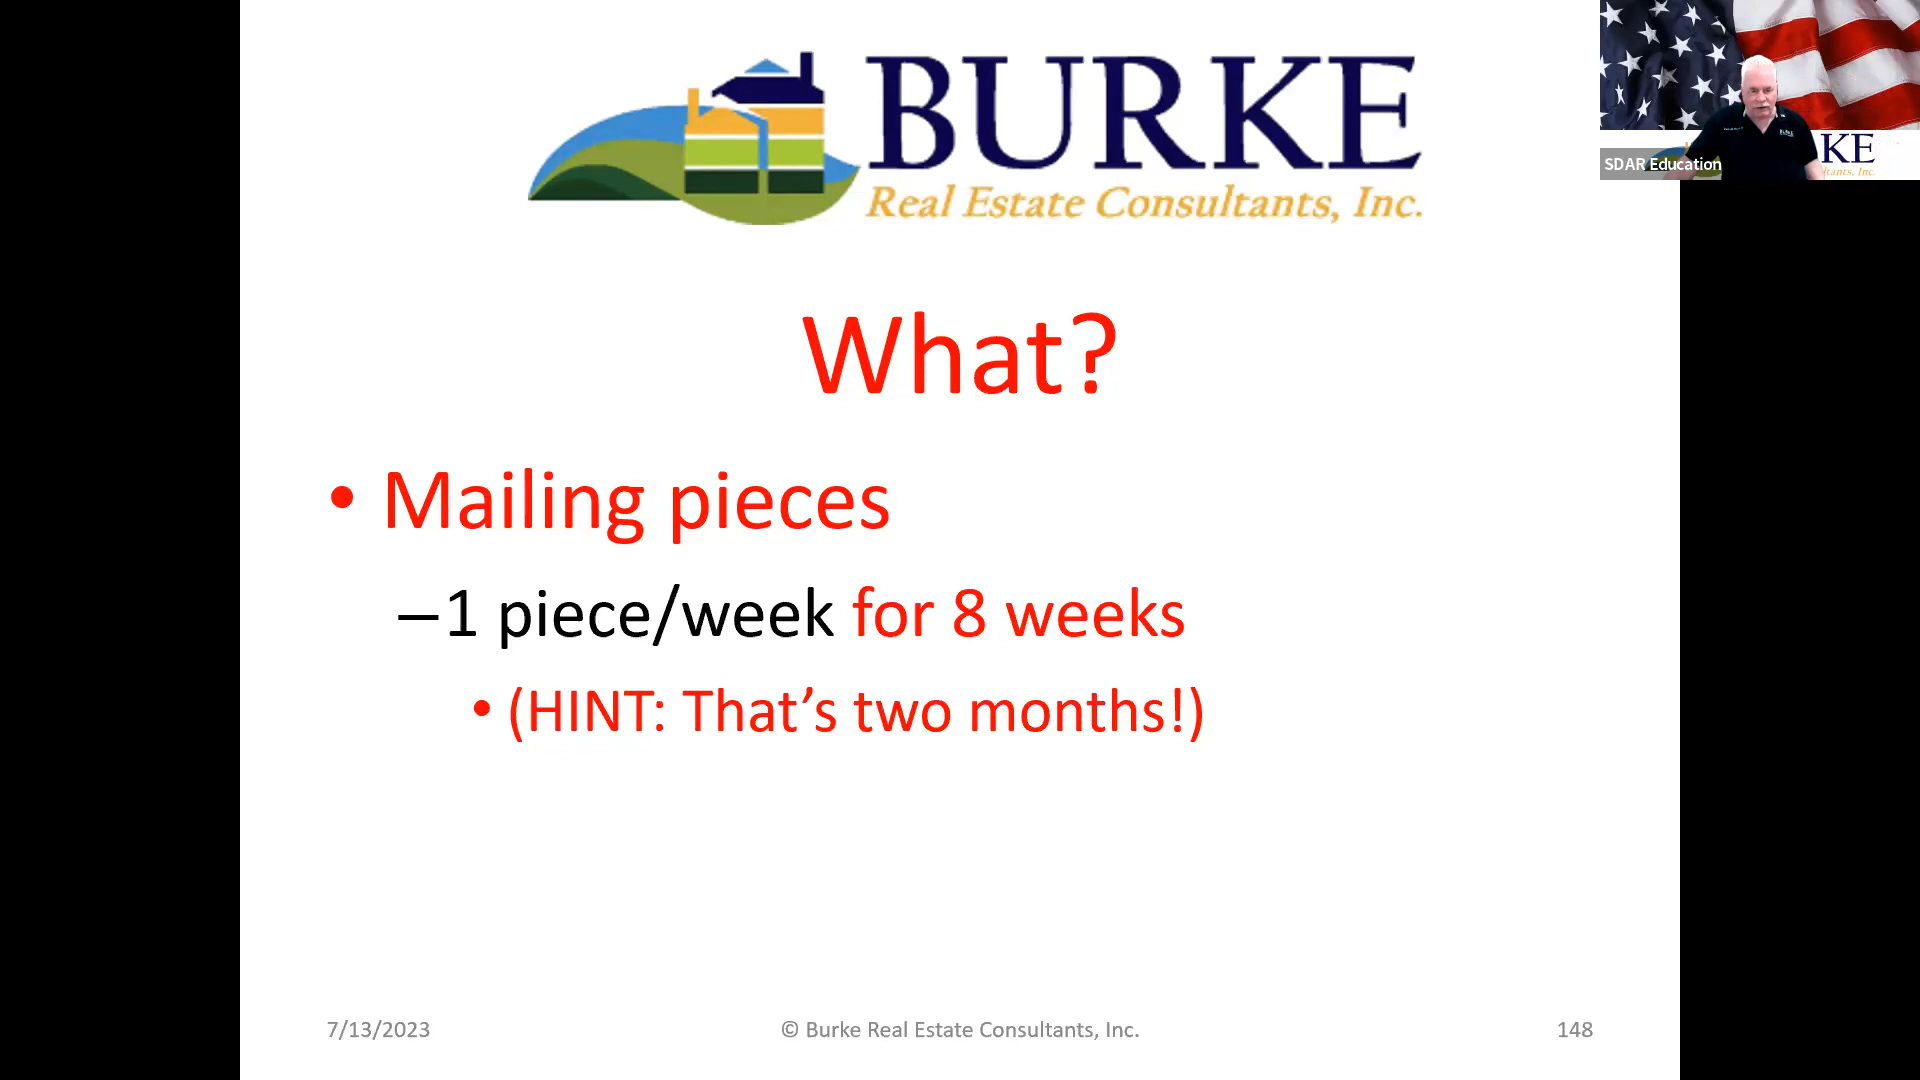 BURKE
Real Estate Consultants, Inc.
KE
SDAR Education
What?
• Mailing pieces
–1 piece/week for 8 weeks
• (HINT: That’s two months!)
7/13/2023
© Burke Real Estate Consultants, Inc.
148